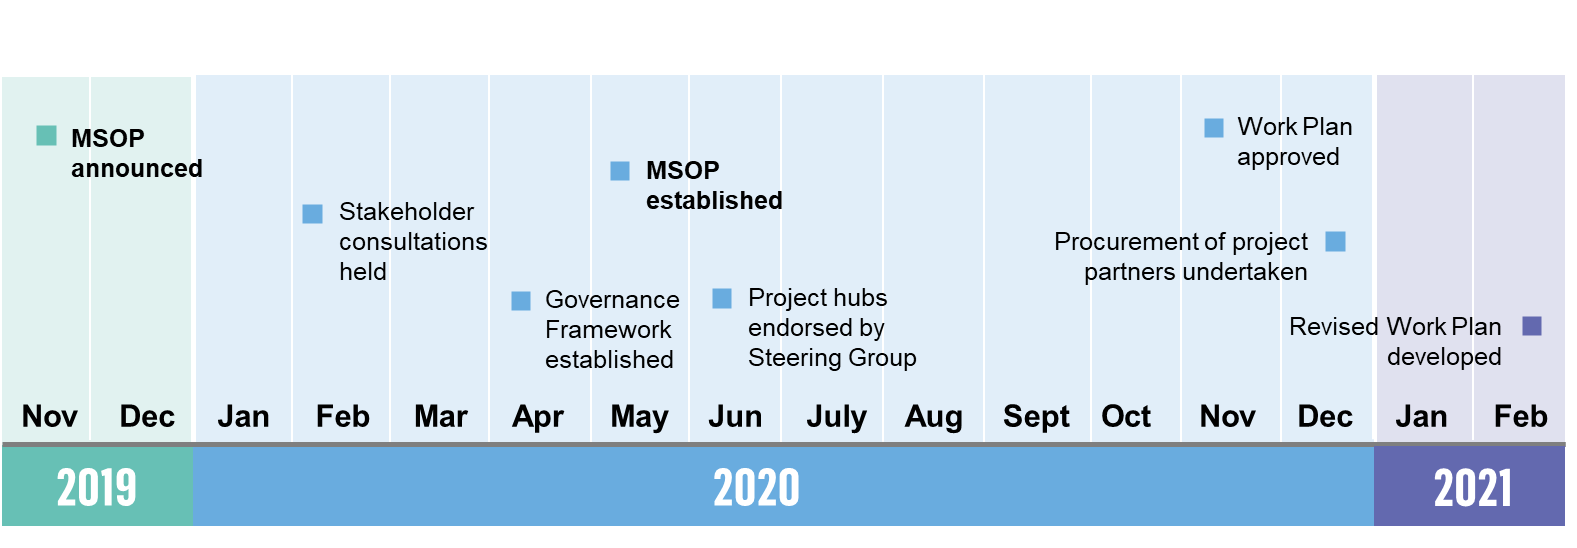 MSOP
announced
Stakeholder
consultations
held
Governance
Framework
established
MSOP
established
Project hubs
endorsed by
Steering Group
Work Plan
approved
Procurement of project
partners undertaken
Revised Work Plan
developed
Nov Dec Jan Feb Mar Apr May Jun July Aug Sept Oct Nov Dec Jan Feb
2019 2020 2021